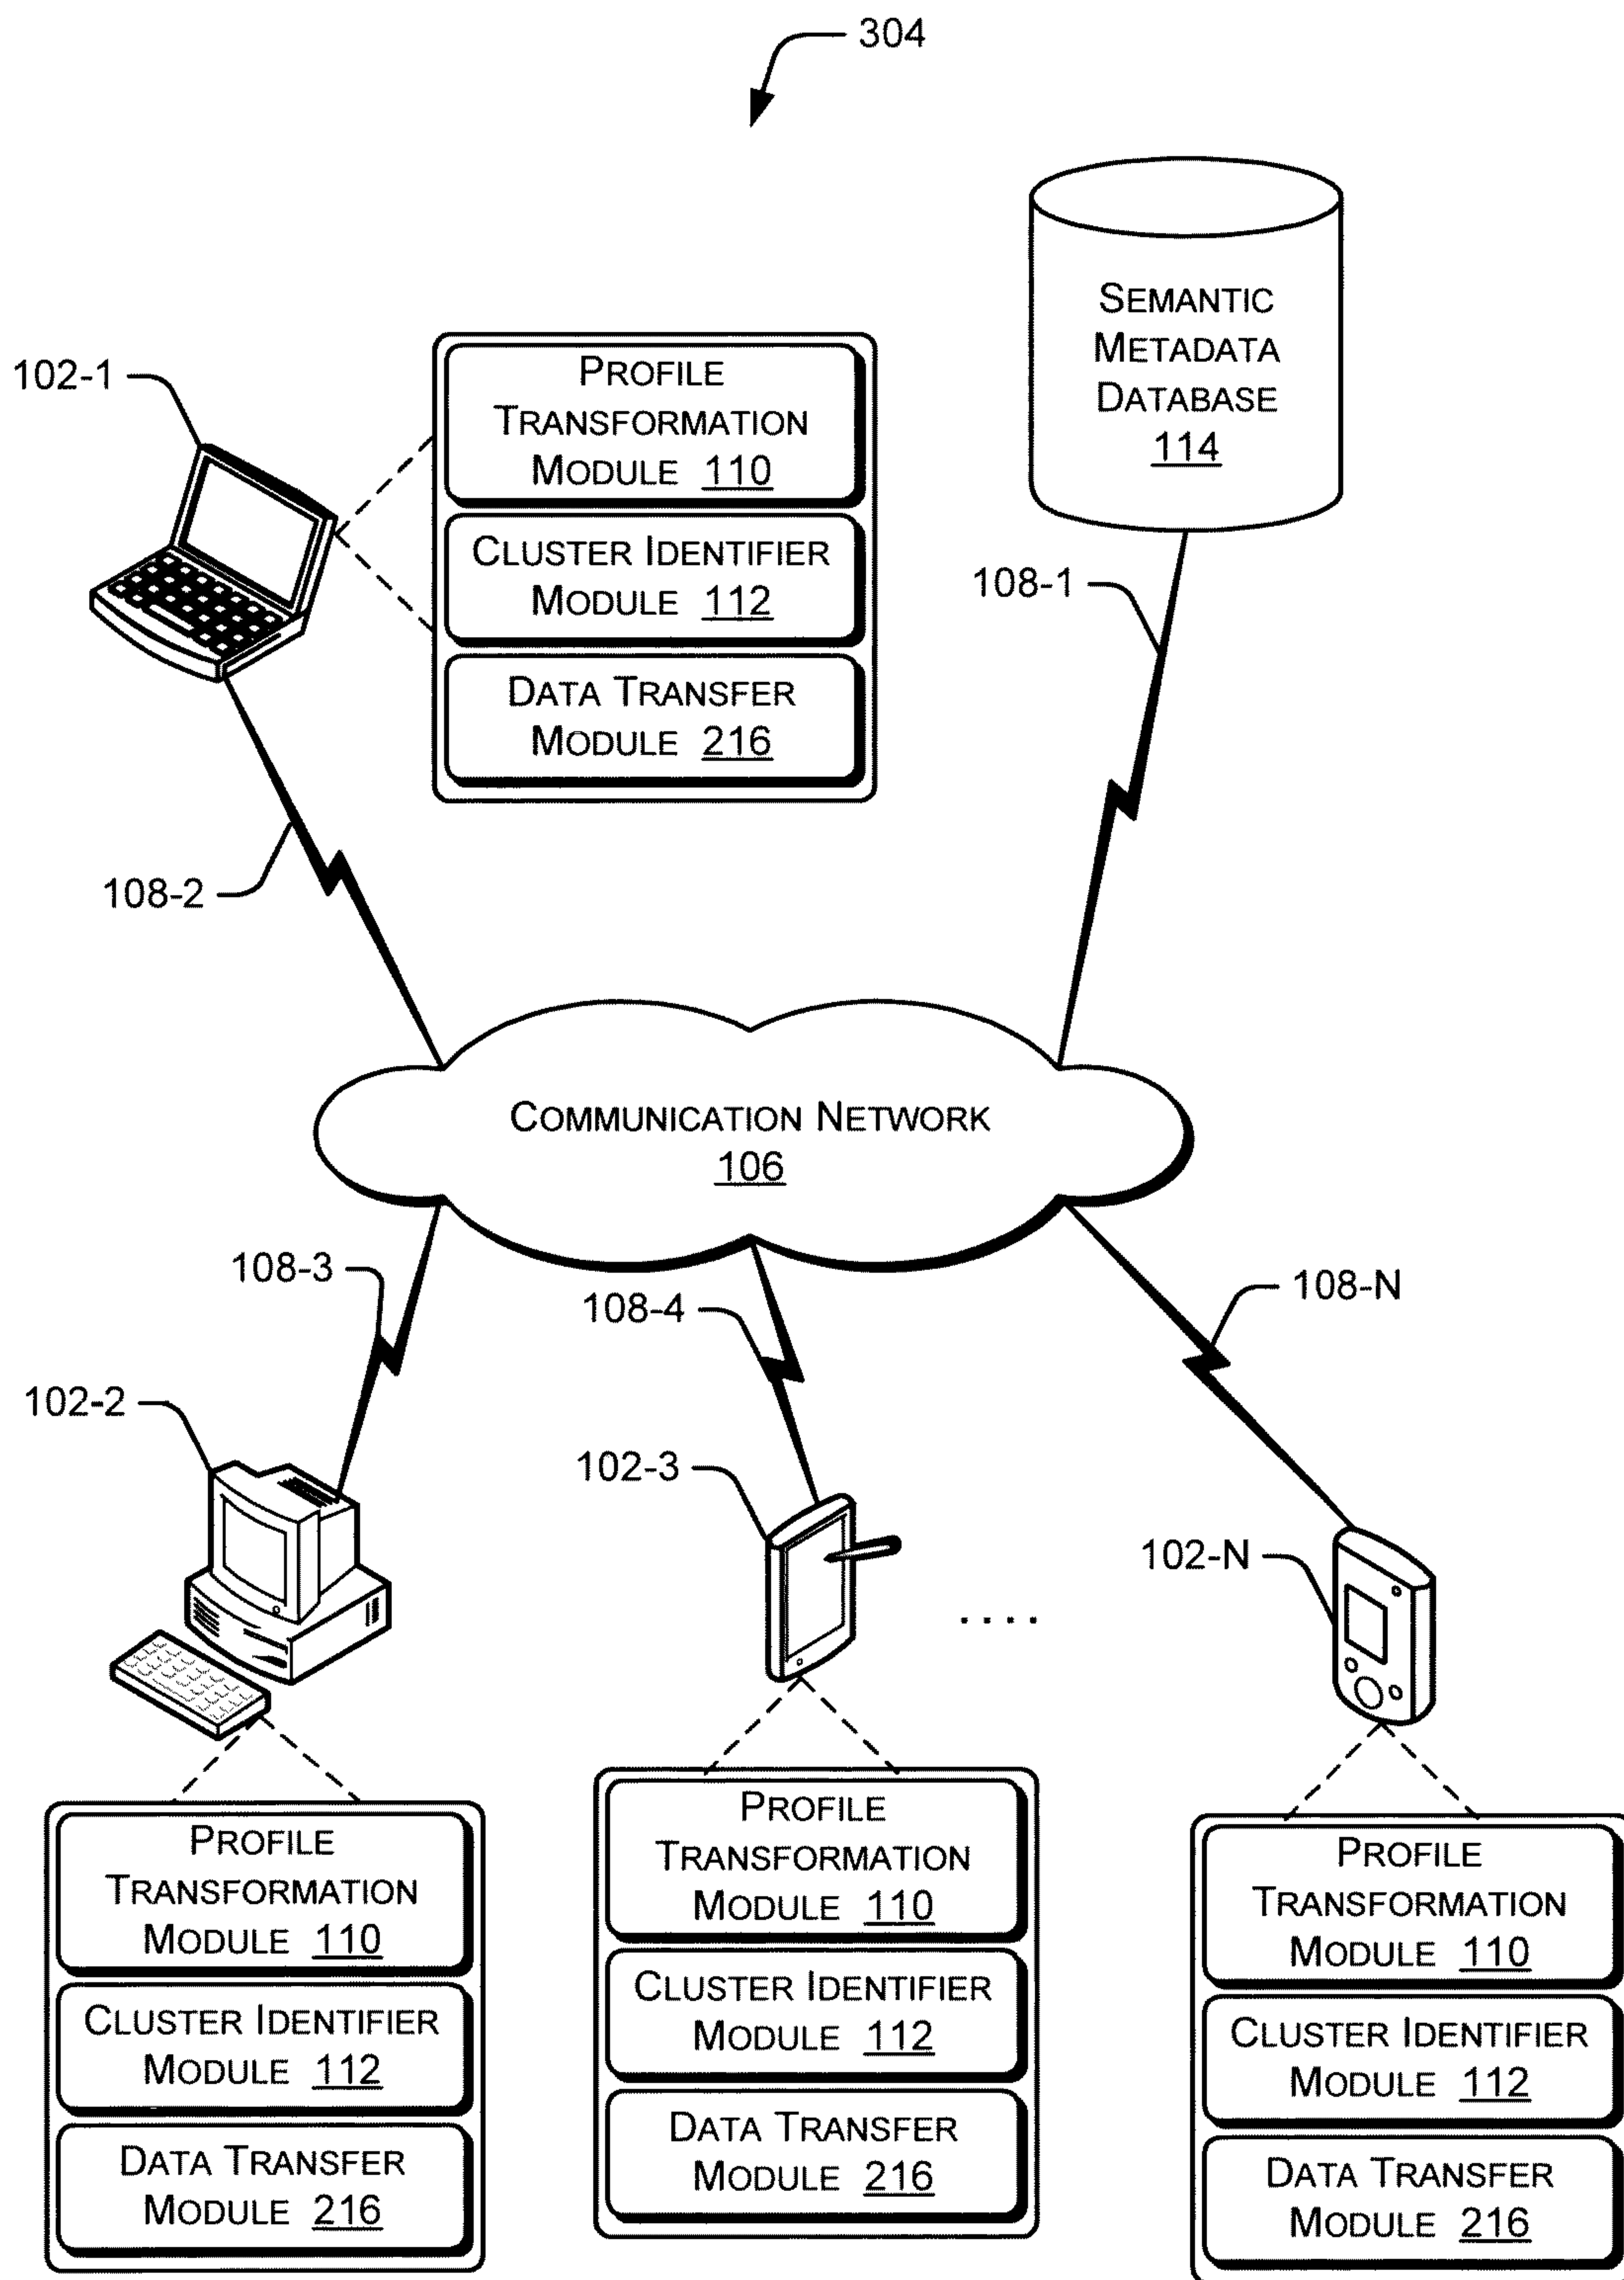 304
SEMANTIC
METADATA
DATABASE
114
102-1
PROFILE
TRANSFORMATION
MODULE 110
CLUSTER IDENTIFIER
MODULE 112
DATA TRANSFER
MODULE 216
108-1
108-2
COMMUNICATION NETWORK
106
108-3
108-4
108-N
102-2
102-3
102-N
....
PROFILE
TRANSFORMATION
MODULE 110
CLUSTER IDENTIFIER
MODULE 112
DATA TRANSFER
MODULE 216
PROFILE
TRANSFORMATION
MODULE 110
CLUSTER IDENTIFIER
MODULE 112
DATA TRANSFER
MODULE 216
PROFILE
TRANSFORMATION
MODULE 110
CLUSTER IDENTIFIER
MODULE 112
DATA TRANSFER
MODULE 216